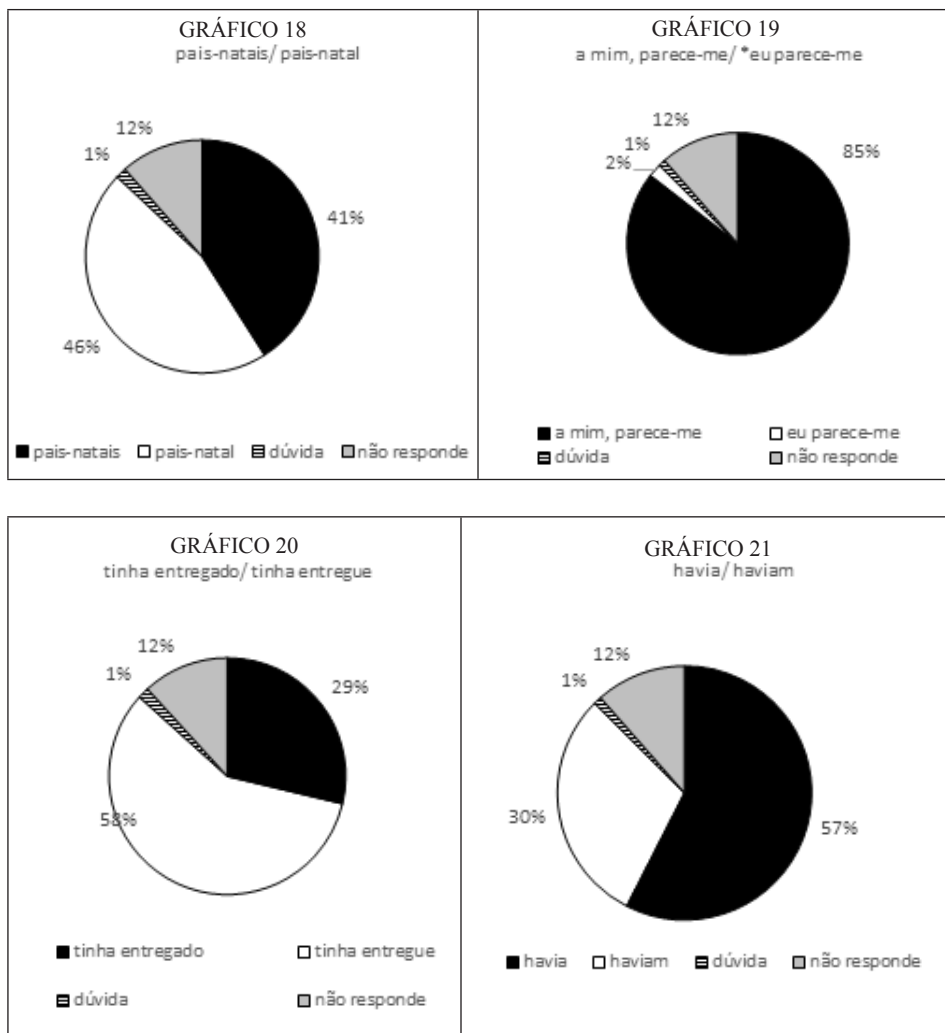 GRÁFICO 18
pais-natais/ pais-natal
12%
1%
41%
46%
pais-natais pais-natal dúvida não responde
GRÁFICO 19
a mim, parece-me/ *eu parece-me
12%
1%
2%
85%
a mim, parece-me eu parece-me
dúvida não responde
GRÁFICO 20
tinha entregado/ tinha entregue
12%
1%
29%
58%
tinha entregado tinha entregue
dúvida não responde
GRÁFICO 21
havia/ haviam
12%
1%
30%
57%
havia haviam dúvida não responde